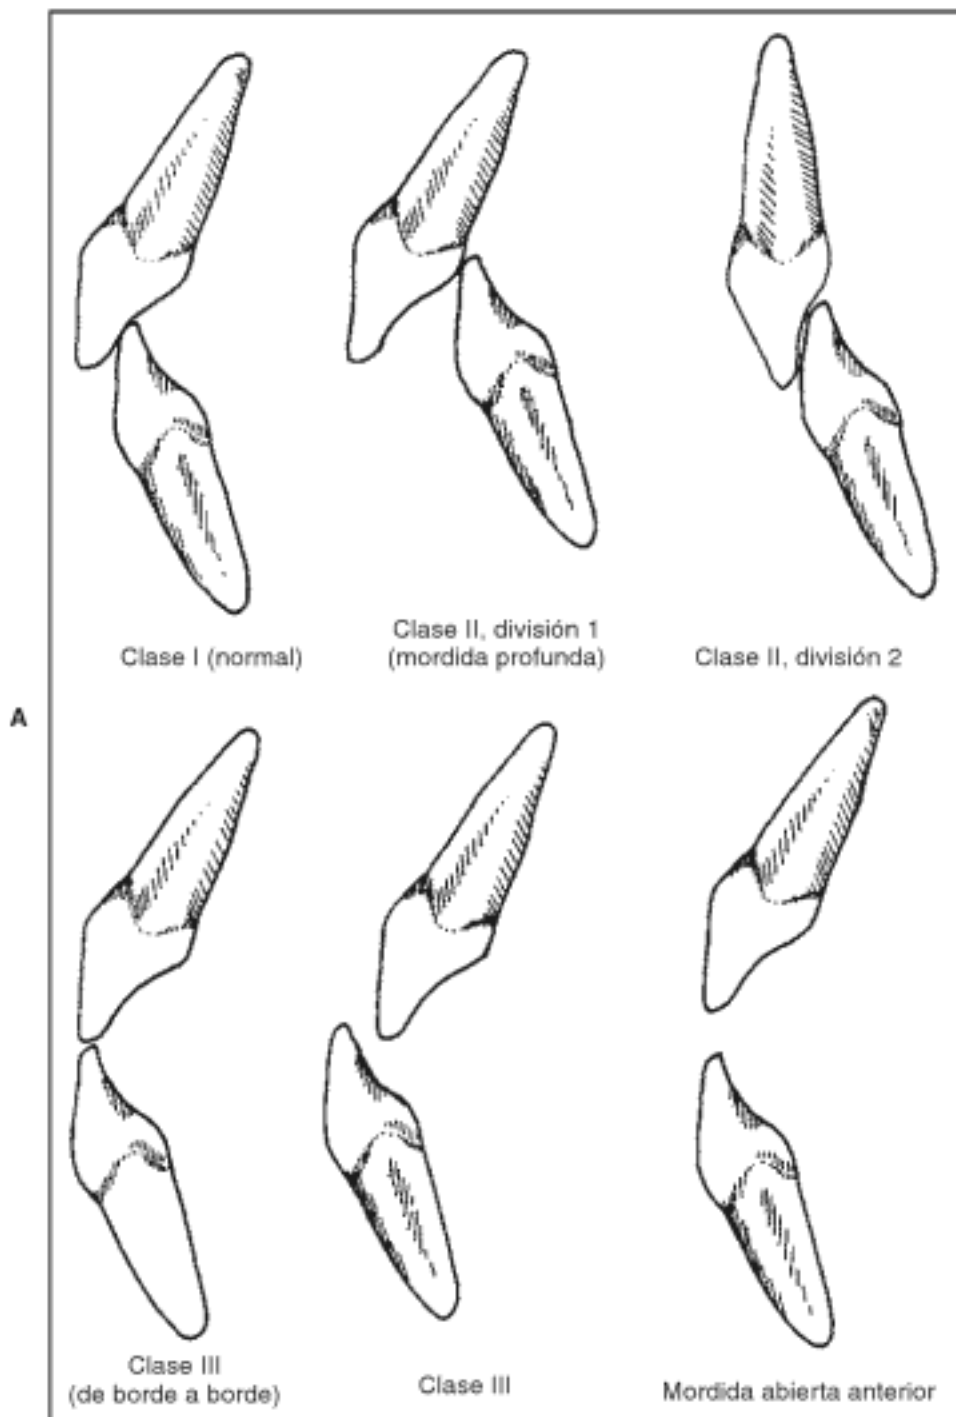 Clase I (normal)
Clase II, división 1
(mordida profunda)
Clase II, división 2
A
Clase III
(de borde a borde)
Clase III
Mordida abierta anterior